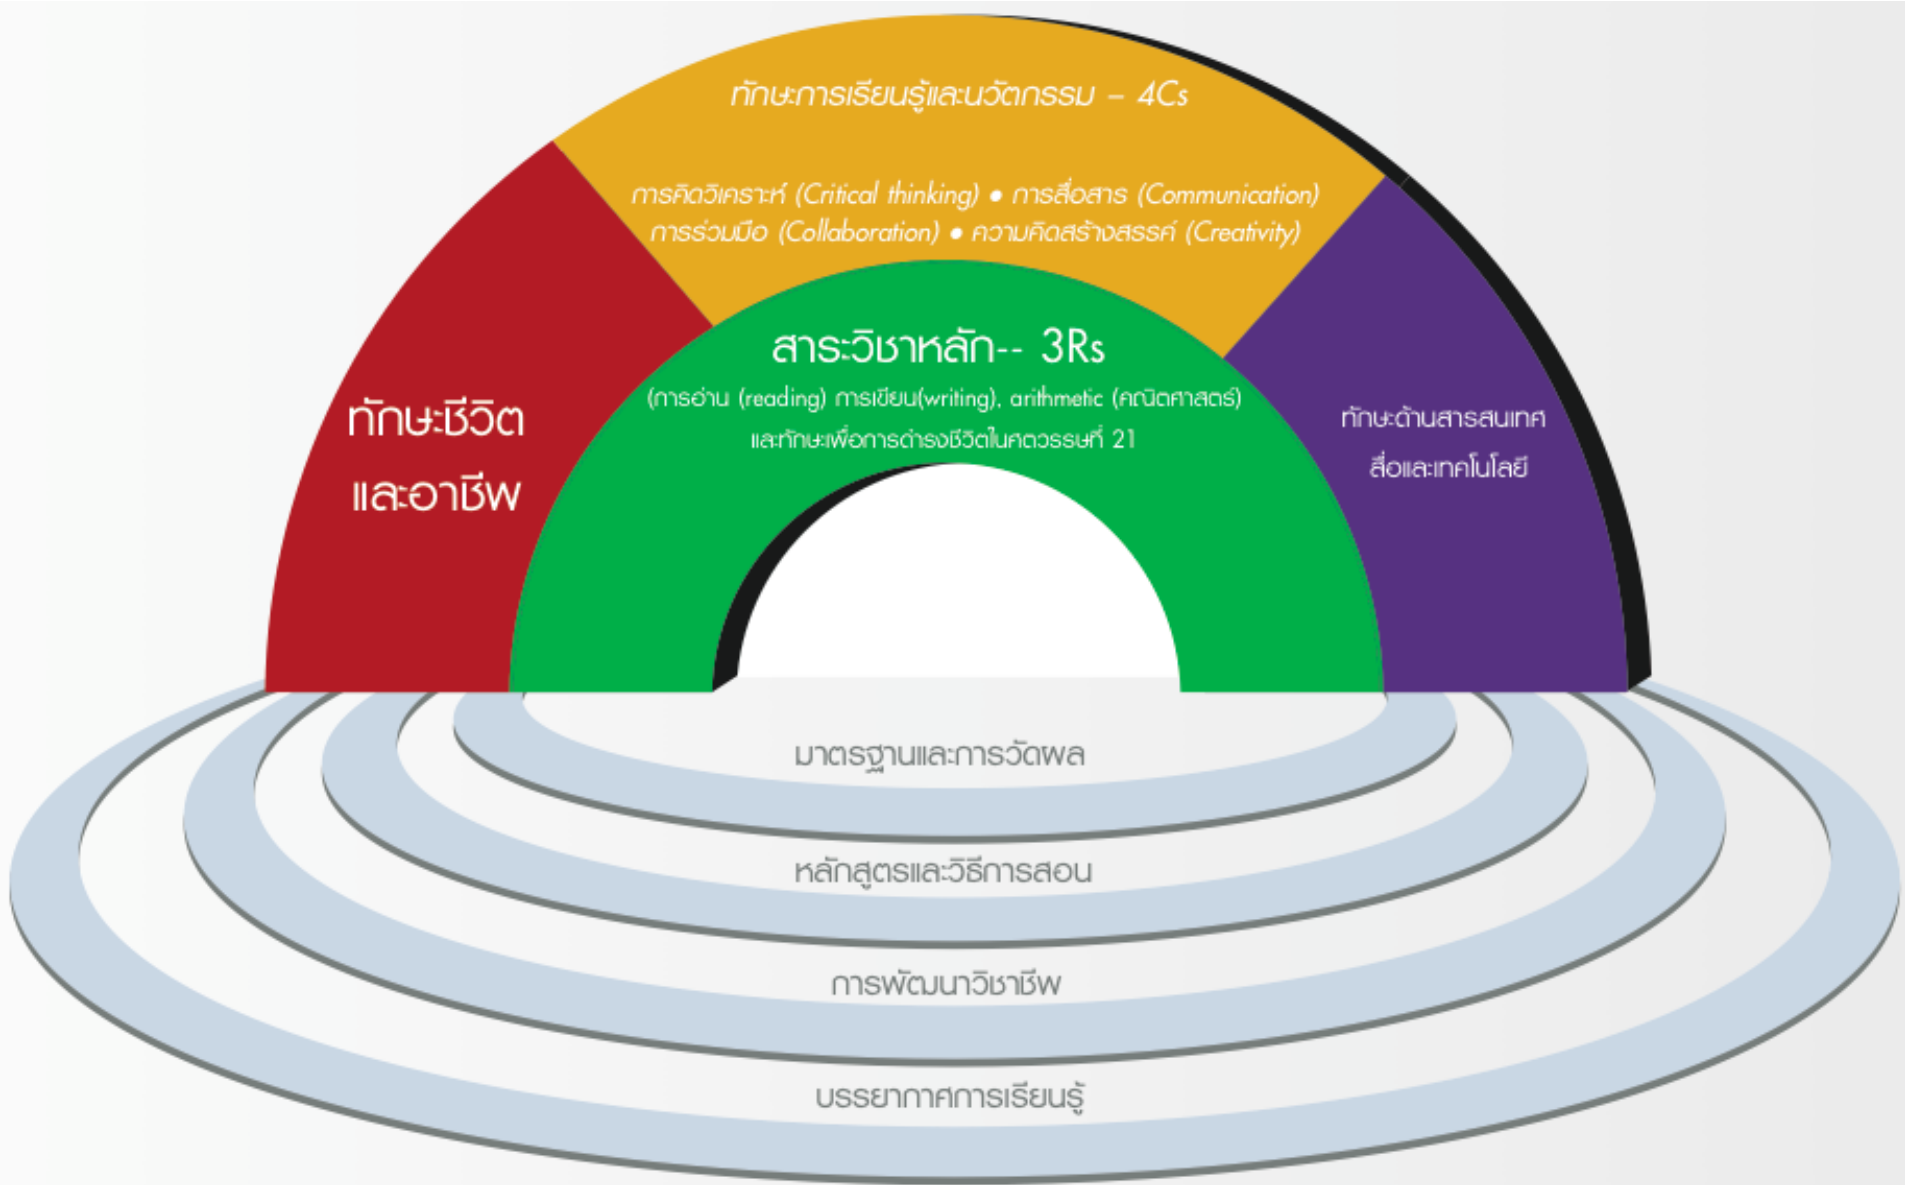 ทักษะการเรียนรู้และนวัตกรรม – 4Cs
การคิดวิเคราะห์ (Critical thinking) ● การสื่อสาร (Communication)
การร่วมมือ (Collaboration) ● ความคิดสร้างสรรค์ (Creativity)
สาระวิชาหลัก-- 3Rs
(การอ่าน (reading) การเขียน(writing), arithmetic (คณิตศาสตร์)
และทักษะเพื่อการดำรงชีวิตในศตวรรษที่ 21
ทักษะชีวิต
และอาชีพ
ทักษะด้านสารสนเทศ
สื่อและเทคโนโลยี
มาตรฐานและการวัดผล
หลักสูตรและวิธีการสอน
การพัฒนาวิชาชีพ
บรรยากาศการเรียนรู้